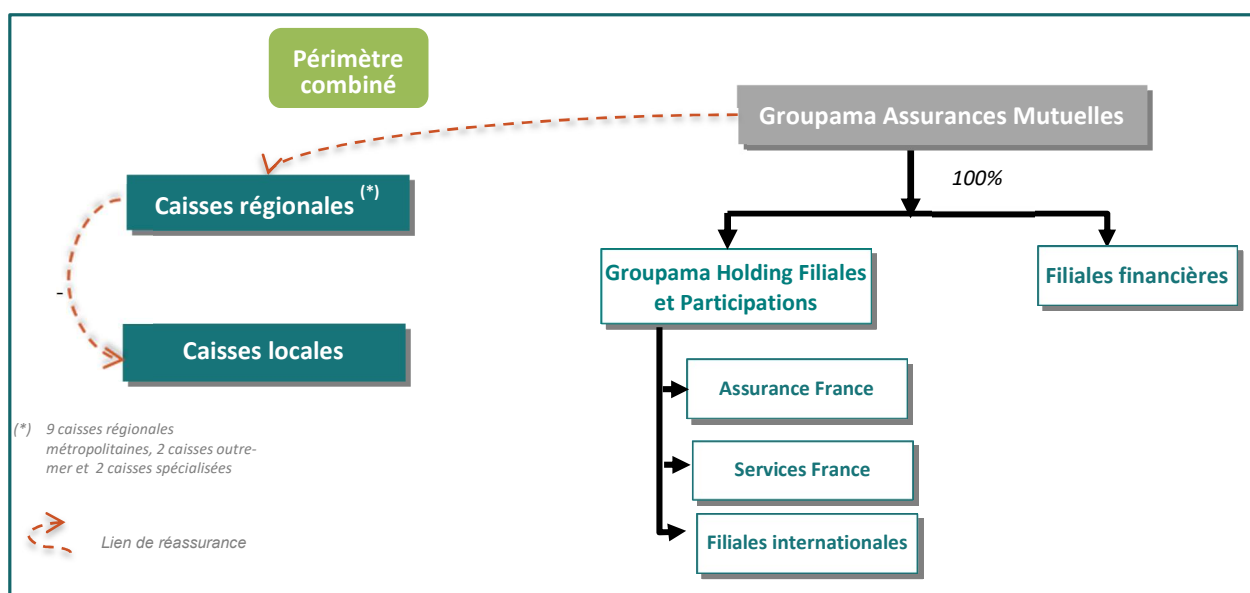 Périmètre
combiné
Groupama Assurances Mutuelles
100%
Caisses régionales (*)
Groupama Holding Filiales
et Participations
Filiales financières
-
Caisses locales
Assurance France
(*) 9 caisses régionales
métropolitaines, 2 caisses outre-
mer et 2 caisses spécialisées
Services France
Lien de réassurance
Filiales internationales